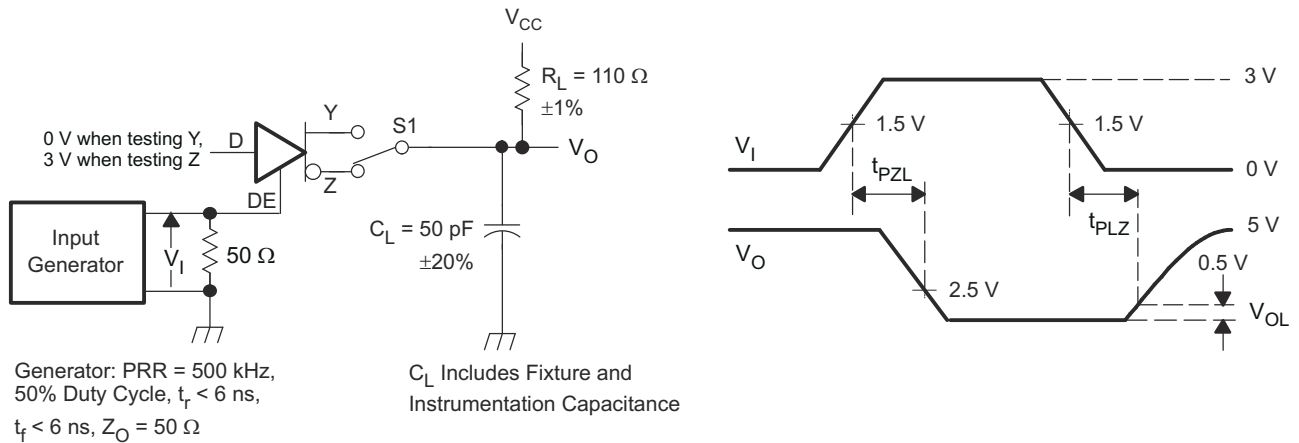 V_CC
R_L = 110 Ω
±1%
Y
S1
0 V when testing Y,
3 V when testing Z
D
Z
V_O
DE
Input
Generator
V_I
50 Ω
C_L = 50 pF
±20%
Generator: PRR = 500 kHz,
50% Duty Cycle, t_r < 6 ns,
t_f < 6 ns, Z_O = 50 Ω
C_L Includes Fixture and
Instrumentation Capacitance
3 V
1.5 V
1.5 V
V_I
0 V
t_PZL
t_PLZ
5 V
V_O
0.5 V
2.5 V
V_OL